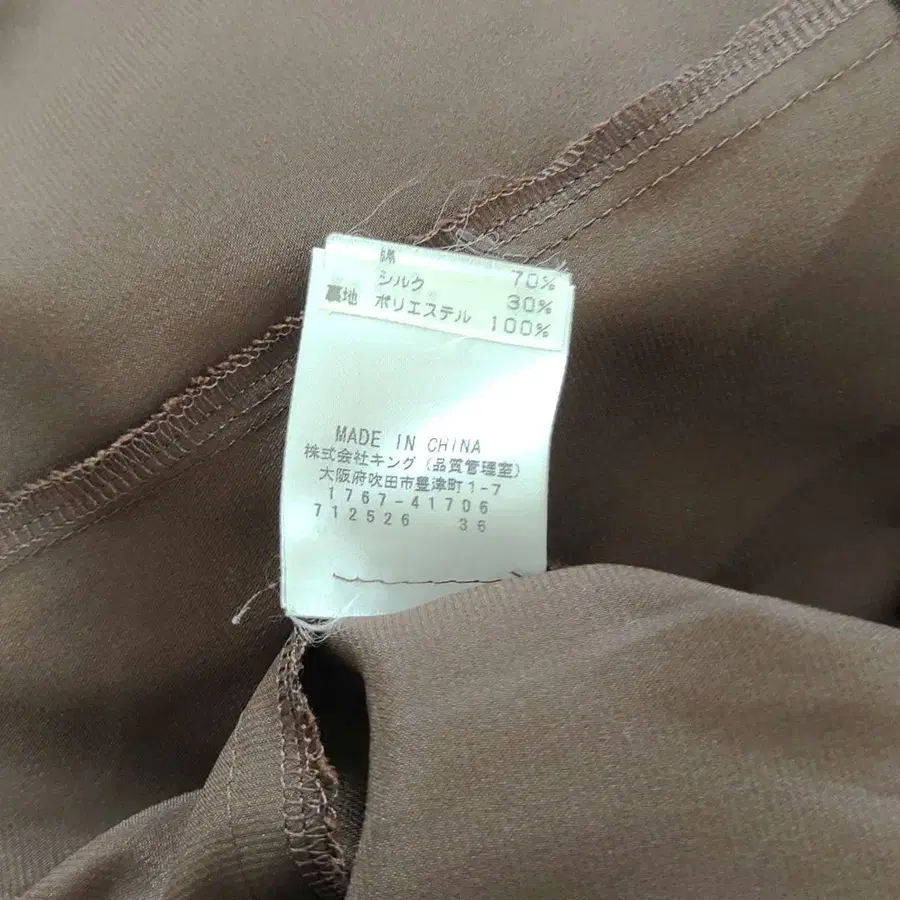 綿 70%
シルク 30%
裏地 ポリエステル 100%
MADE IN CHINA
株式会社キング(品質管理室)
大阪府吹田市豊津町1-7
1767-41706
712526 36